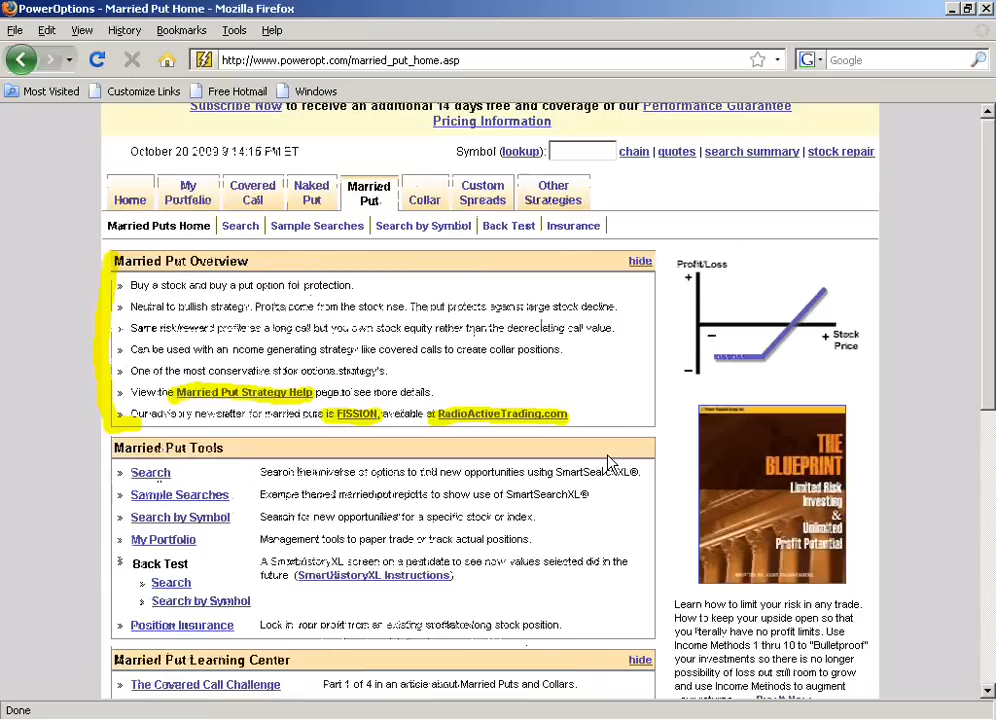 PowerOptions - Married Put Home - Mozilla Firefox
File Edit View History Bookmarks Tools Help
http://www.poweropt.com/married_put_home.asp
Google
Most Visited Customize Links Free Hotmail Windows
Subscribe Now to receive an additional 14 days free and coverage of our Performance Guarantee
Pricing Information
October 20 2009 9:14:15 PM ET Symbol (lookup): chain | quotes | search summary | stock repair
Home My Portfolio Covered Call Naked Put Married Put Collar Custom Spreads Other Strategies
Married Puts Home Search Sample Searches Search by Symbol Back Test Insurance
Married Put Overview hide
» Buy a stock and buy a put option for protection.
» Neutral to bullish strategy. Profits come from the stock rise. The put protects against large stock decline.
» Same risk/reward profile as a long call but you own stock equity rather than the depreciating call value.
» Can be used with an income generating strategy like covered calls to create collar positions.
» One of the most conservative stock options strategy's.
» View the Married Put Strategy Help page to see more details.
» Our advisory newsletter for married puts is FISSION, available at RadioActiveTrading.com
Married Put Tools
» Search Search the universe of options to find new opportunities using SmartSearchXL®.
» Sample Searches Example themed married put reports to show use of SmartSearchXL®
» Search by Symbol Search for new opportunities for a specific stock or index.
» My Portfolio Management tools to paper trade or track actual positions.
» Back Test A SmartHistoryXL screen on a past date to see how values selected did in the
future (SmartHistoryXL Instructions)
» Search
» Search by Symbol
» Position Insurance Lock in your profit from an existing profitable long stock position.
Married Put Learning Center hide
» The Covered Call Challenge Part 1 of 4 in an article about Married Puts and Collars.
Profit/Loss
+
−
− + Stock
Price
THE
BLUEPRINT
Limited Risk
Investing
&
Unlimited
Profit Potential
Learn how to limit your risk in any trade.
How to keep your upside open so that
you literally have no profit limits. Use
Income Methods 1 thru 10 to "Bulletproof"
your investments so there is no longer
possibility of loss but still room to grow
and use Income Methods to augment
Done